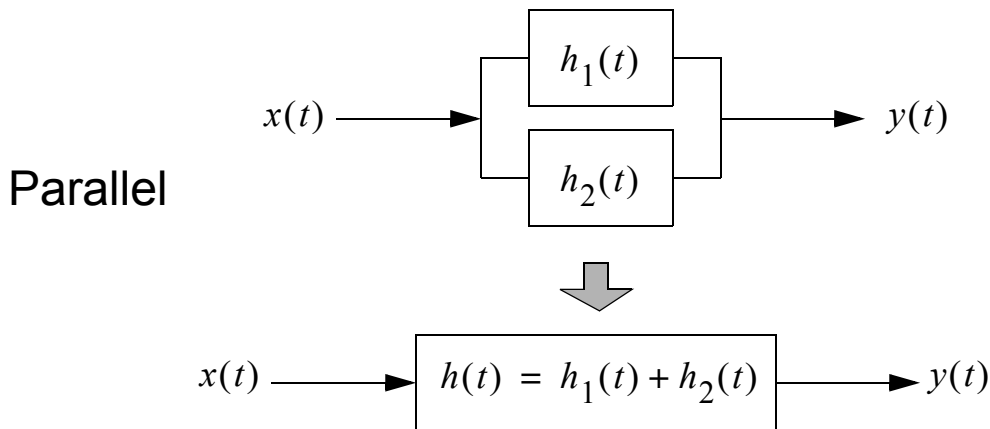 h₁(t)
x(t) y(t)
h₂(t)
Parallel
x(t) h(t) = h₁(t) + h₂(t) y(t)